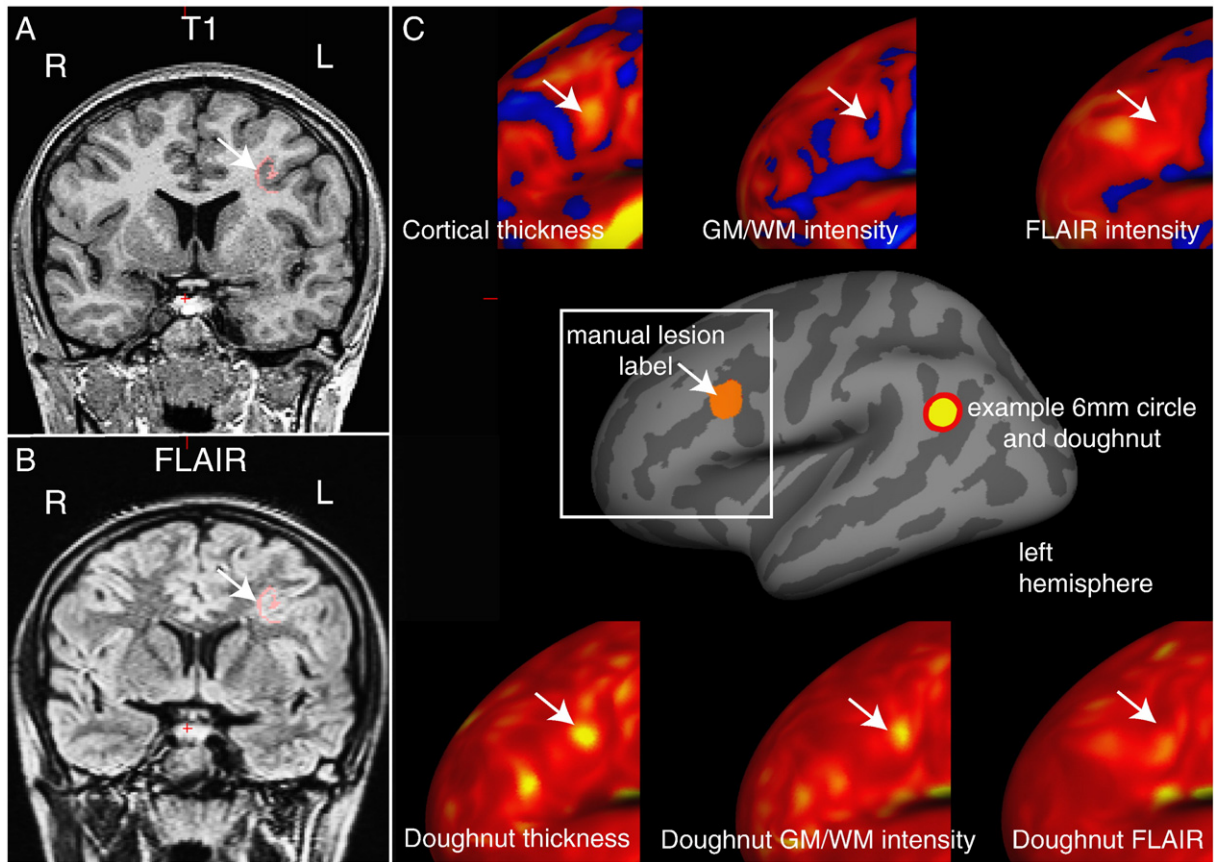 A
T1
R
L
B
FLAIR
R
L
C
Cortical thickness
GM/WM intensity
FLAIR intensity
manual lesion
label
example 6mm circle
and doughnut
left
hemisphere
Doughnut thickness
Doughnut GM/WM intensity
Doughnut FLAIR